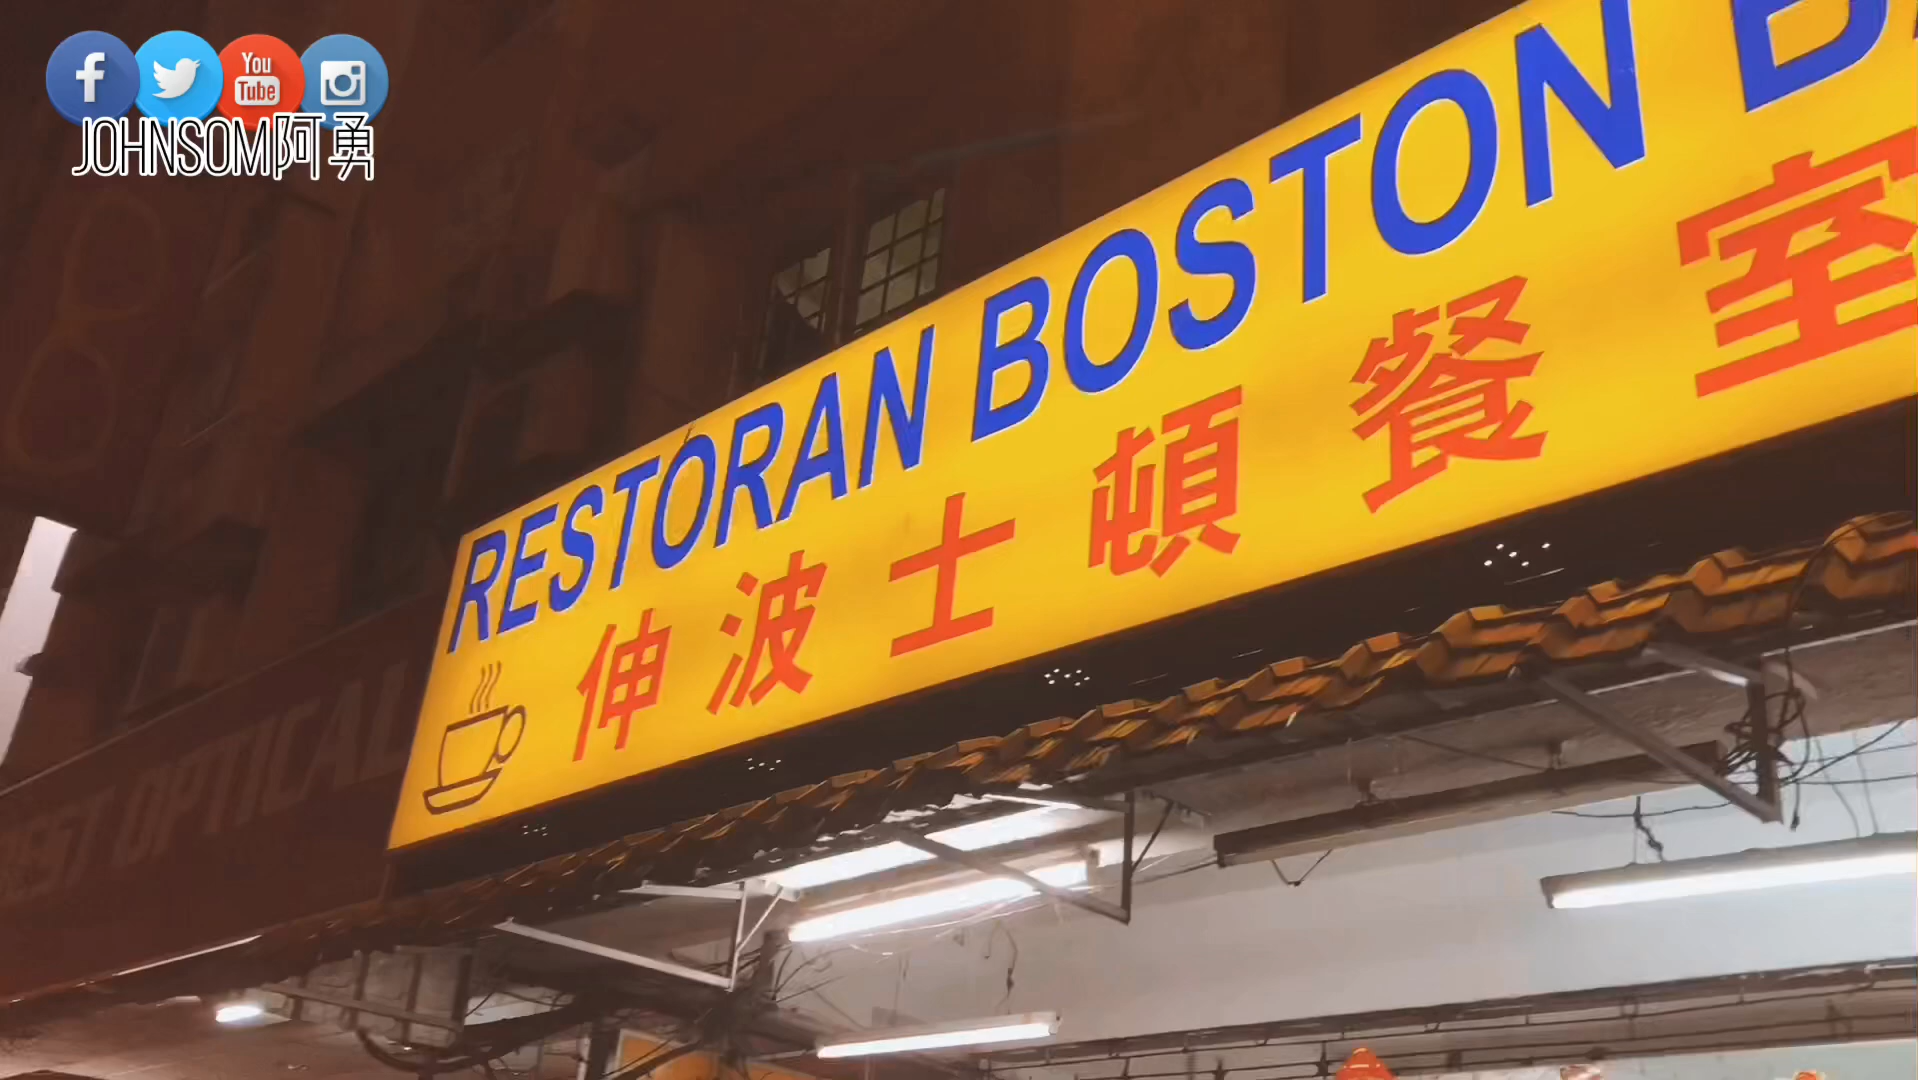 f
You
Tube
JOHNSOM阿勇
RESTORAN BOSTON B
伸波士頓餐室
OPTICAL